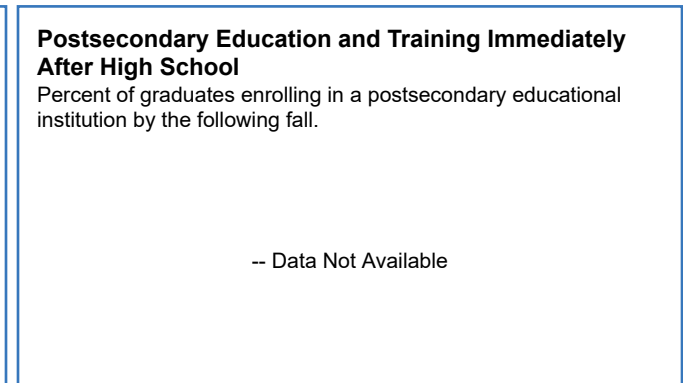 Postsecondary Education and Training Immediately
After High School
Percent of graduates enrolling in a postsecondary educational
institution by the following fall.
-- Data Not Available